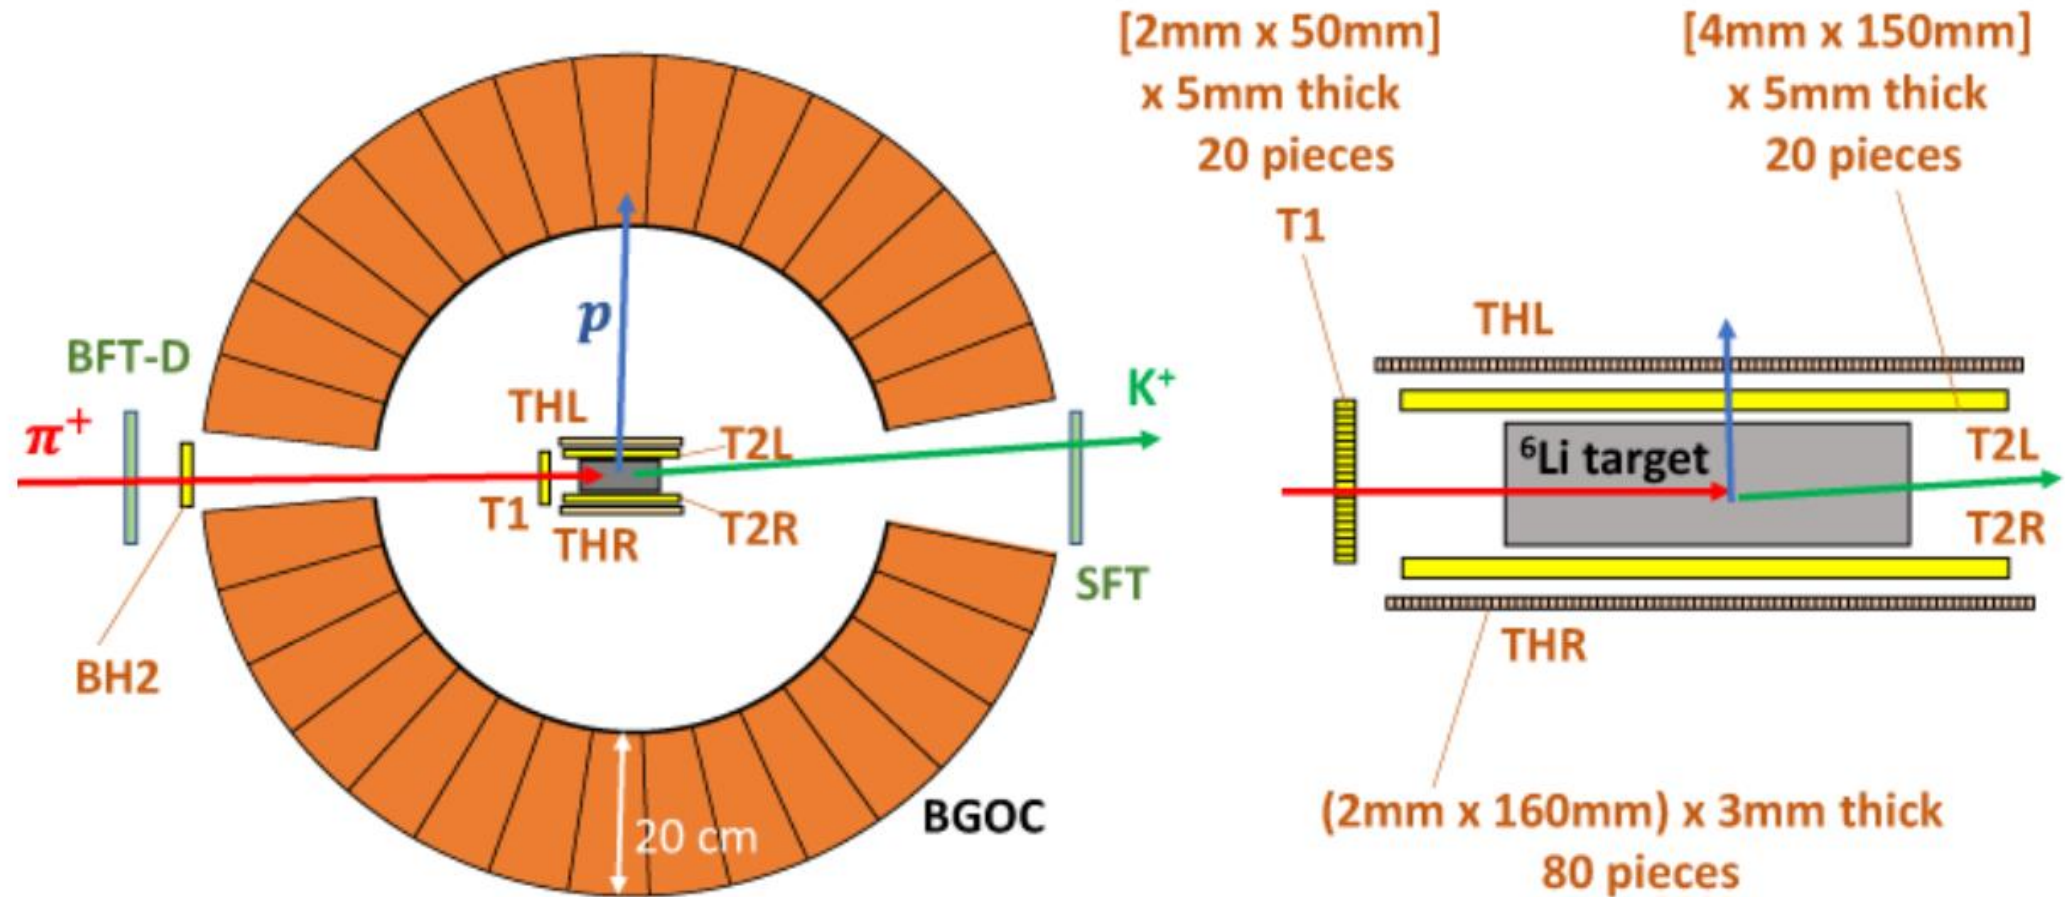 BFT-D
π⁺
BH2
p
THL
T2L
T1
THR
T2R
K⁺
SFT
BGOC
20 cm
[2mm x 50mm]
x 5mm thick
20 pieces
T1
[4mm x 150mm]
x 5mm thick
20 pieces
THL
⁶Li target
T2L
T2R
THR
(2mm x 160mm) x 3mm thick
80 pieces